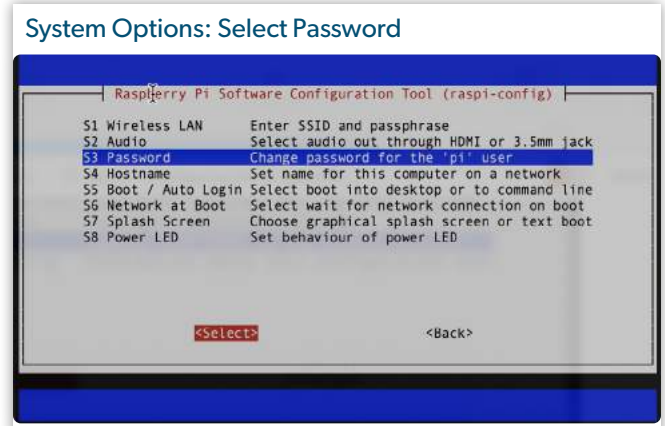 System Options: Select Password
Raspberry Pi Software Configuration Tool (raspi-config)
S1 Wireless LAN Enter SSID and passphrase
S2 Audio Select audio out through HDMI or 3.5mm jack
S3 Password Change password for the 'pi' user
S4 Hostname Set name for this computer on a network
S5 Boot / Auto Login Select boot into desktop or to command line
S6 Network at Boot Select wait for network connection on boot
S7 Splash Screen Choose graphical splash screen or text boot
S8 Power LED Set behaviour of power LED
<Select> <Back>